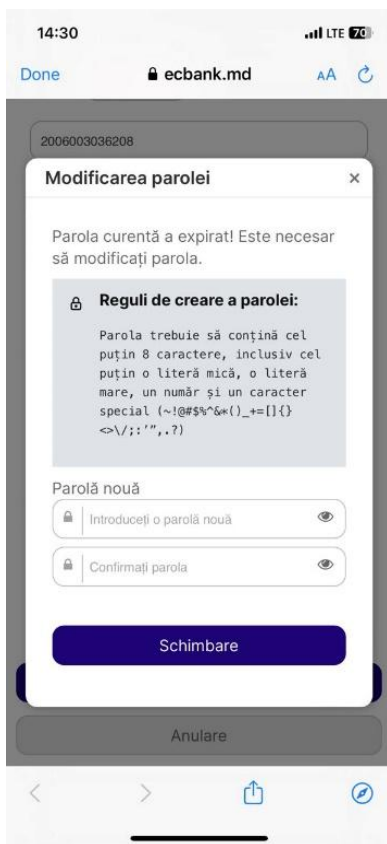 14:30
LTE 70
Done
ecbank.md
AA
2006003036208
Modificarea parolei
×
Parola curentă a expirat! Este necesar
să modificați parola.
Reguli de creare a parolei:
Parola trebuie să conțină cel
puțin 8 caractere, inclusiv cel
puțin o literă mică, o literă
mare, un număr și un caracter
special (~!@#$%^&*()_+=[]{}
<>\/;:'",.?)
Parolă nouă
Introduceți o parolă nouă
Confirmați parola
Schimbare
Anulare